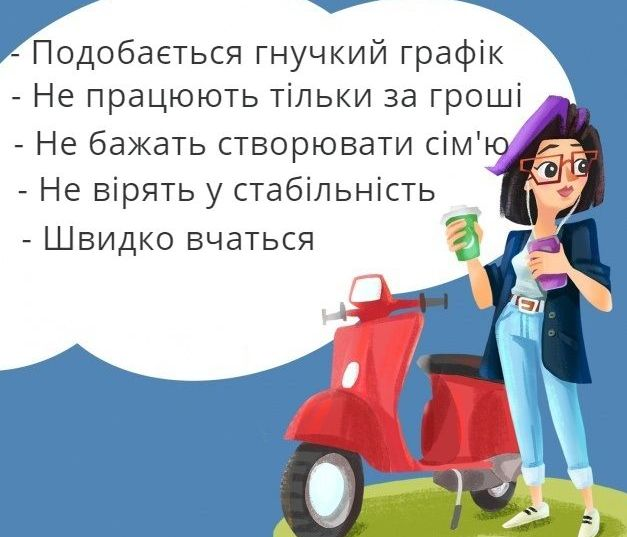 - Подобається гнучкий графік
- Не працюють тільки за гроші
- Не бажать створювати сім'ю
- Не вірять у стабільність
- Швидко вчаться